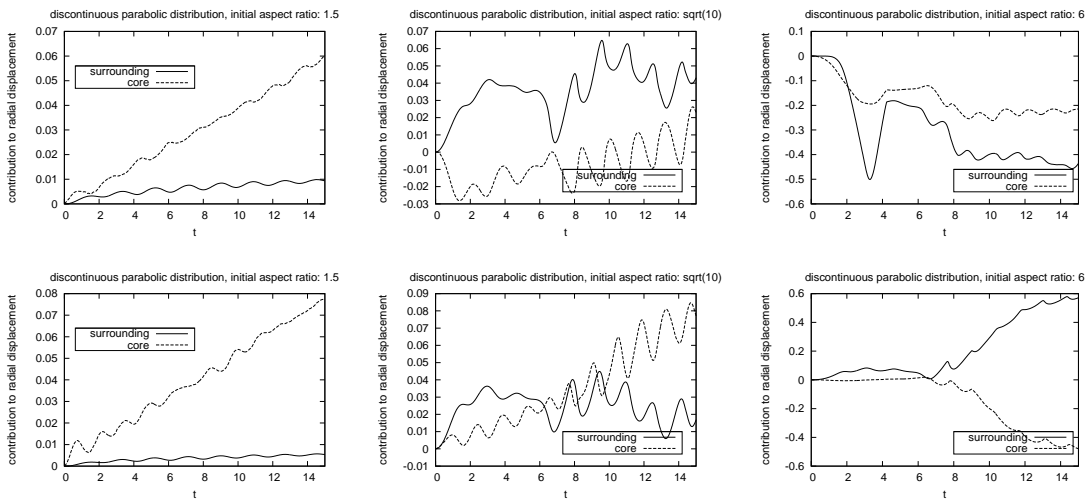 discontinuous parabolic distribution, initial aspect ratio: 1.5
contribution to radial displacement
0.07
0.06
0.05
0.04
0.03
0.02
0.01
0
surrounding
core
0 2 4 6 8 10 12 14
t
discontinuous parabolic distribution, initial aspect ratio: sqrt(10)
contribution to radial displacement
0.07
0.06
0.05
0.04
0.03
0.02
0.01
0
-0.01
-0.02
-0.03
surrounding
core
0 2 4 6 8 10 12 14
t
discontinuous parabolic distribution, initial aspect ratio: 6
contribution to radial displacement
0.1
0
-0.1
-0.2
-0.3
-0.4
-0.5
-0.6
surrounding
core
0 2 4 6 8 10 12 14
t
discontinuous parabolic distribution, initial aspect ratio: 1.5
contribution to radial displacement
0.08
0.07
0.06
0.05
0.04
0.03
0.02
0.01
0
surrounding
core
0 2 4 6 8 10 12 14
t
discontinuous parabolic distribution, initial aspect ratio: sqrt(10)
contribution to radial displacement
0.09
0.08
0.07
0.06
0.05
0.04
0.03
0.02
0.01
0
-0.01
surrounding
core
0 2 4 6 8 10 12 14
t
discontinuous parabolic distribution, initial aspect ratio: 6
contribution to radial displacement
0.6
0.4
0.2
0
-0.2
-0.4
-0.6
surrounding
core
0 2 4 6 8 10 12 14
t